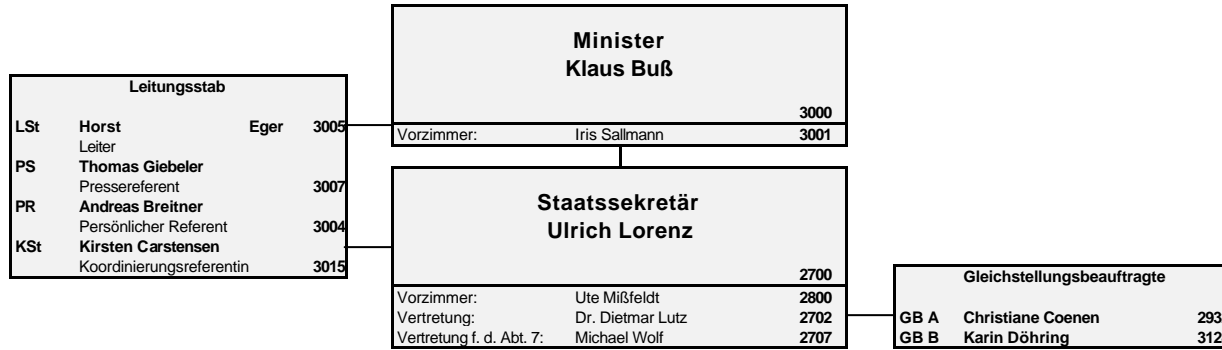 Minister
Klaus Buß
3000
Vorzimmer: Iris Sallmann 3001
Leitungsstab
LSt Horst Eger 3005
Leiter
PS Thomas Giebeler
Pressereferent 3007
PR Andreas Breitner
Persönlicher Referent 3004
KSt Kirsten Carstensen
Koordinierungsreferentin 3015
Staatssekretär
Ulrich Lorenz
2700
Vorzimmer: Ute Mißfeldt 2800
Vertretung: Dr. Dietmar Lutz 2702
Vertretung f. d. Abt. 7: Michael Wolf 2707
Gleichstellungsbeauftragte
GB A Christiane Coenen 293
GB B Karin Döhring 312